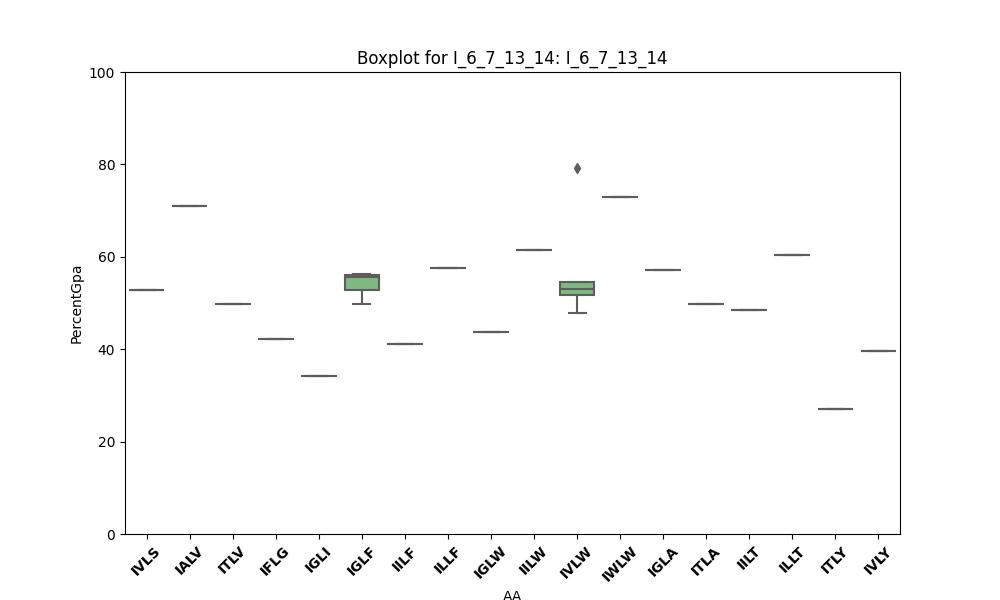 Boxplot for I_6_7_13_14: I_6_7_13_14
100
80
60
40
20
0
PercentGpa
IVLS IALV ITLV IFLG IGLI IGLF IILF ILLF IGLW IILW IVLW IWLW IGLA ITLA IILT ILLT ITLY IVLY
AA